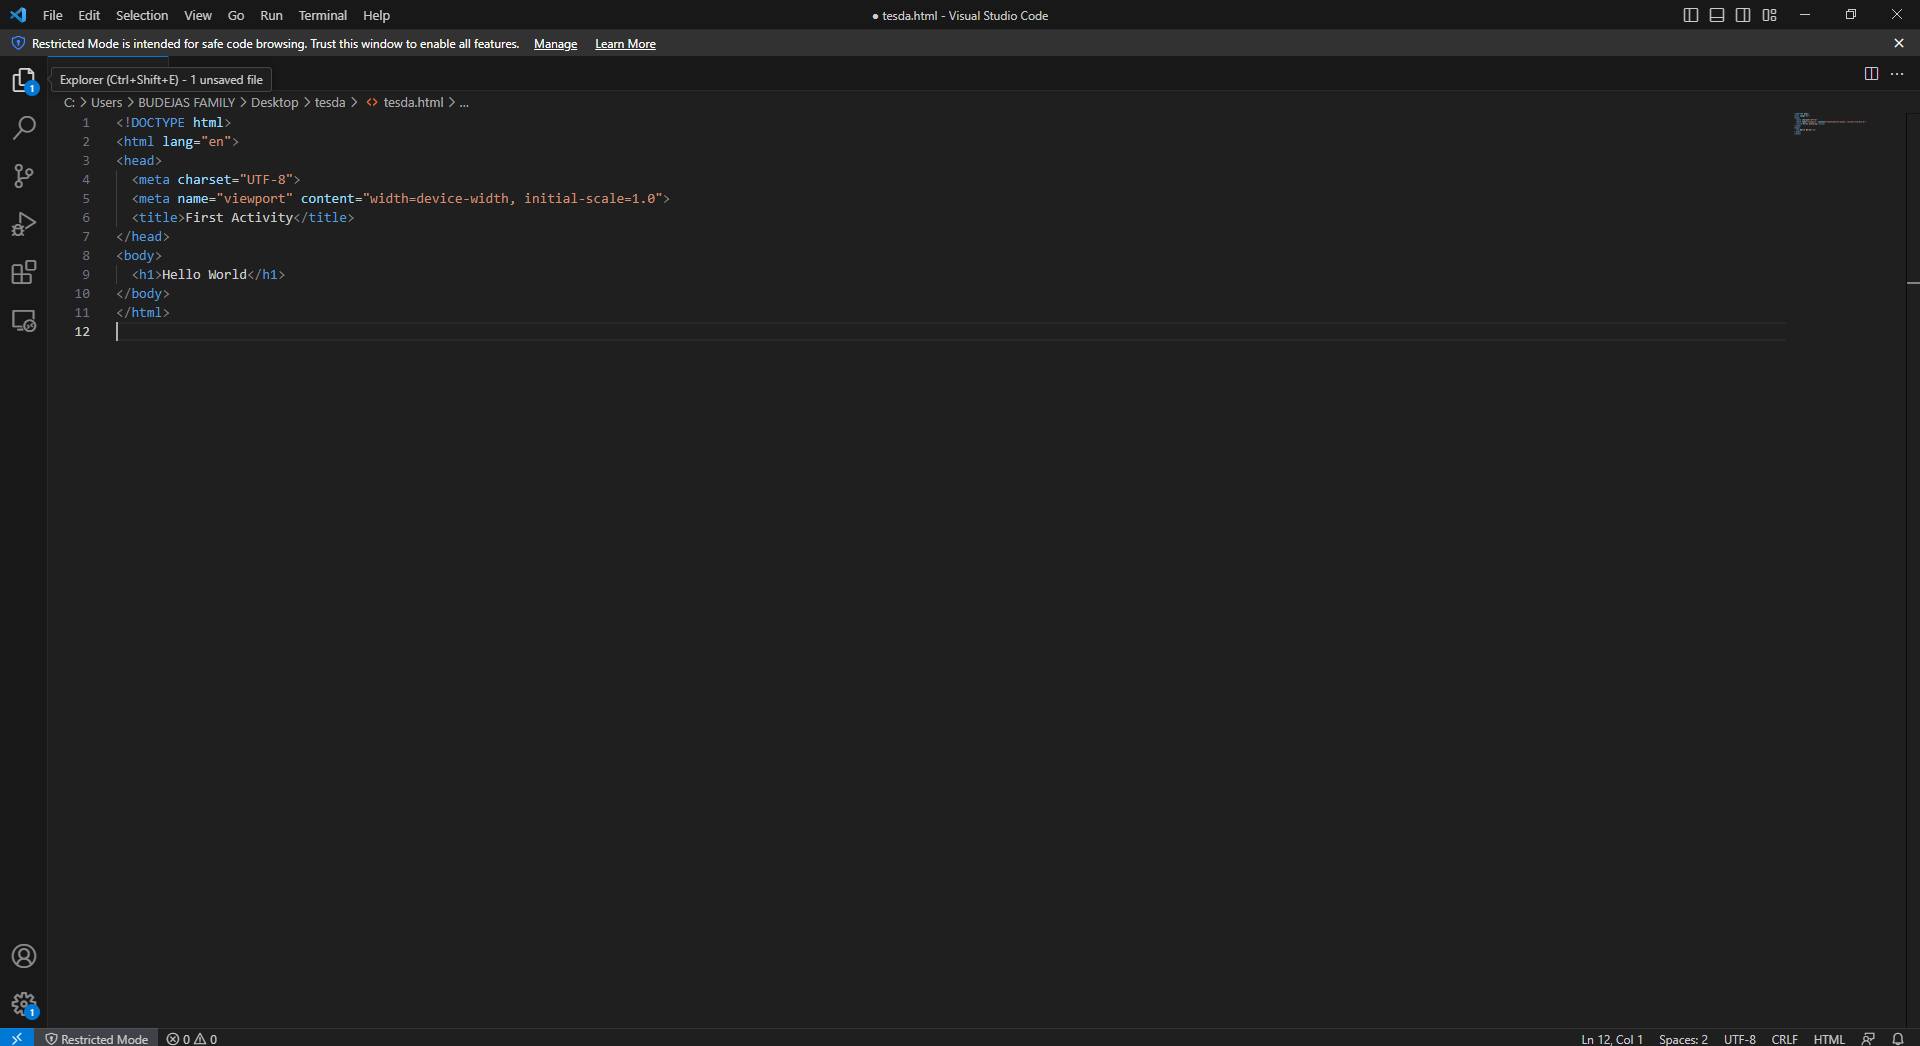 File Edit Selection View Go Run Terminal Help
● tesda.html - Visual Studio Code
Restricted Mode is intended for safe code browsing. Trust this window to enable all features. Manage Learn More
1
Explorer (Ctrl+Shift+E) - 1 unsaved file
C: > Users > BUDEJAS FAMILY > Desktop > tesda > <> tesda.html > ...
1 <!DOCTYPE html>
2 <html lang="en">
3 <head>
4 <meta charset="UTF-8">
5 <meta name="viewport" content="width=device-width, initial-scale=1.0">
6 <title>First Activity</title>
7 </head>
8 <body>
9 <h1>Hello World</h1>
10 </body>
11 </html>
12
1
Restricted Mode 0 0 Ln 12, Col 1 Spaces: 2 UTF-8 CRLF HTML